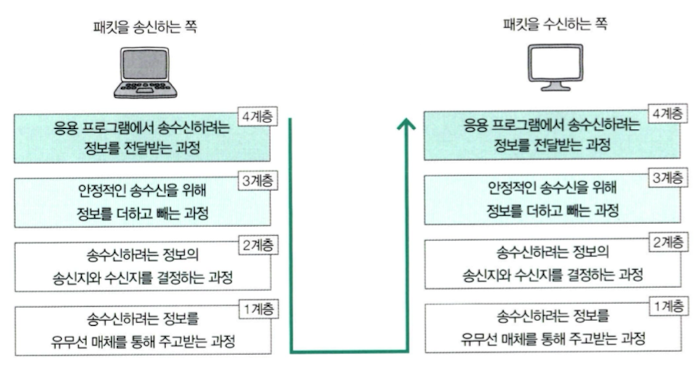 패킷을 송신하는 쪽
4계층
응용 프로그램에서 송수신하려는
정보를 전달받는 과정
3계층
안정적인 송수신을 위해
정보를 더하고 빼는 과정
2계층
송수신하려는 정보의
송신지와 수신지를 결정하는 과정
1계층
송수신하려는 정보를
유무선 매체를 통해 주고받는 과정
패킷을 수신하는 쪽
4계층
응용 프로그램에서 송수신하려는
정보를 전달받는 과정
3계층
안정적인 송수신을 위해
정보를 더하고 빼는 과정
2계층
송수신하려는 정보의
송신지와 수신지를 결정하는 과정
1계층
송수신하려는 정보를
유무선 매체를 통해 주고받는 과정